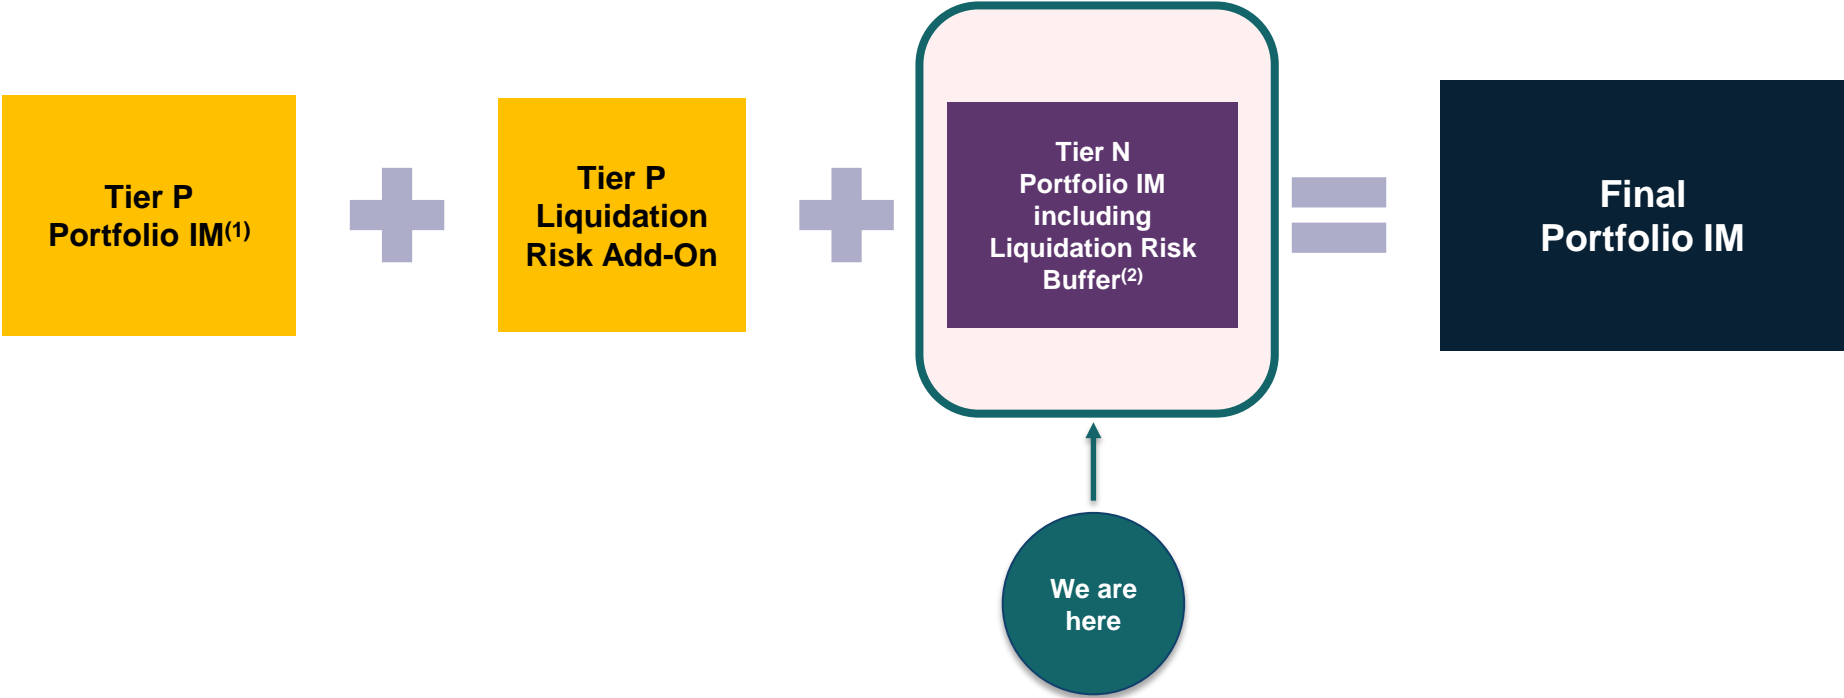 Tier P
Portfolio IM(1)
Tier P
Liquidation
Risk Add-On
Tier N
Portfolio IM
including
Liquidation Risk
Buffer(2)
Final
Portfolio IM
We are
here